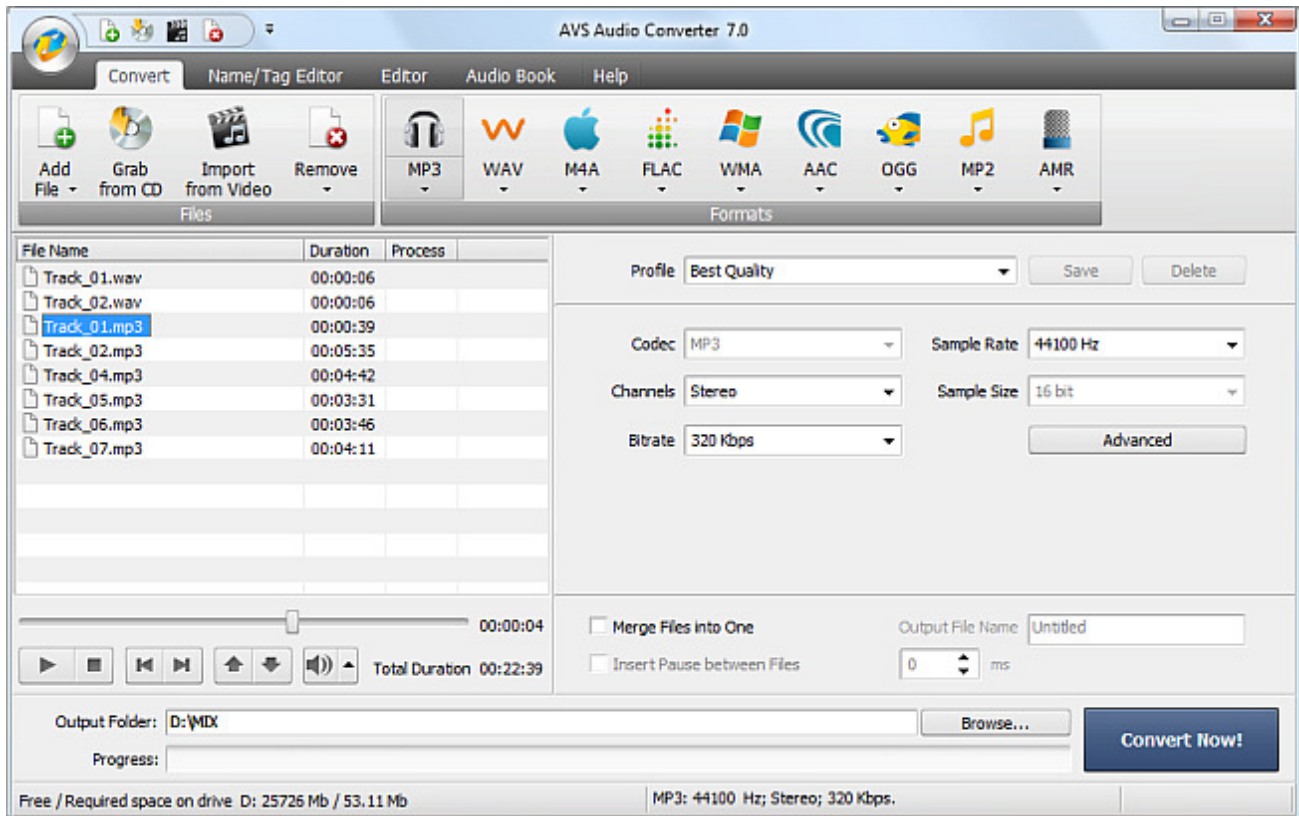 AVS Audio Converter 7.0
Convert Name/Tag Editor Editor Audio Book Help
Add File
Grab from CD
Import from Video
Remove
MP3 WAV M4A FLAC WMA AAC OGG MP2 AMR
Files Formats
File Name Duration Process
Track_01.wav 00:00:06
Track_02.wav 00:00:06
Track_01.mp3 00:00:39
Track_02.mp3 00:05:35
Track_04.mp3 00:04:42
Track_05.mp3 00:03:31
Track_06.mp3 00:03:46
Track_07.mp3 00:04:11
00:00:04
Total Duration 00:22:39
Profile Best Quality Save Delete
Codec MP3 Sample Rate 44100 Hz
Channels Stereo Sample Size 16 bit
Bitrate 320 Kbps Advanced
Merge Files into One Output File Name Untitled
Insert Pause between Files 0 ms
Output Folder: D:\MIX Browse... Convert Now!
Progress:
Free / Required space on drive D: 25726 Mb / 53.11 Mb MP3: 44100 Hz; Stereo; 320 Kbps.